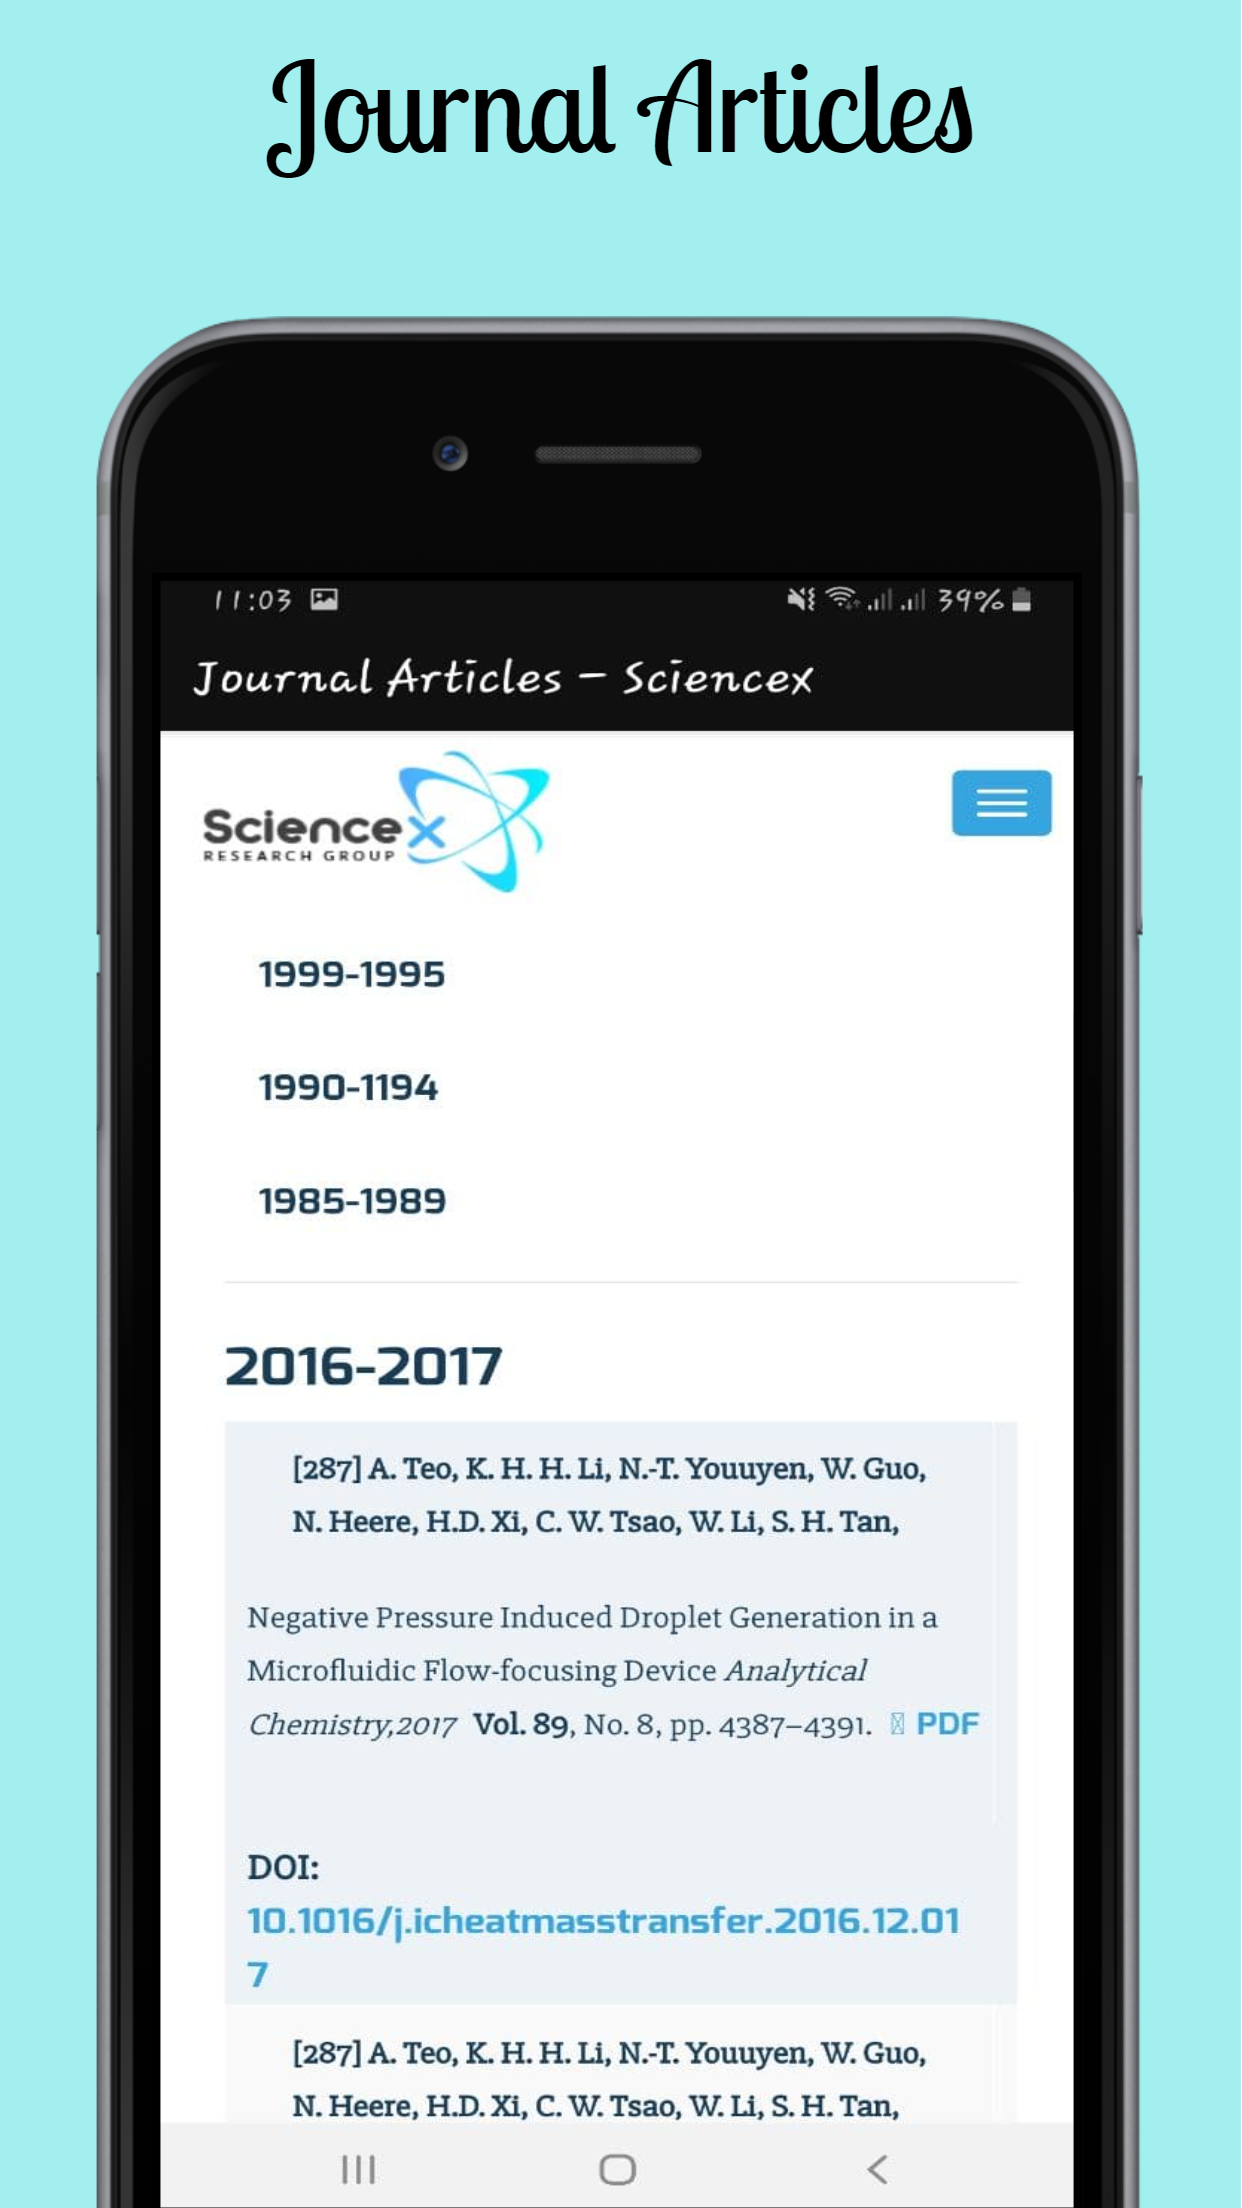 Journal Articles
11:03 39%
Journal Articles – Sciencex
Sciencex
RESEARCH GROUP
1999-1995
1990-1194
1985-1989
2016-2017
[287] A. Teo, K. H. H. Li, N.-T. Youuyen, W. Guo,
N. Heere, H.D. Xi, C. W. Tsao, W. Li, S. H. Tan,
Negative Pressure Induced Droplet Generation in a
Microfluidic Flow-focusing Device Analytical
Chemistry,2017 Vol. 89, No. 8, pp. 4387–4391. PDF
DOI:
10.1016/j.icheatmasstransfer.2016.12.01
7
[287] A. Teo, K. H. H. Li, N.-T. Youuyen, W. Guo,
N. Heere, H.D. Xi, C. W. Tsao, W. Li, S. H. Tan,